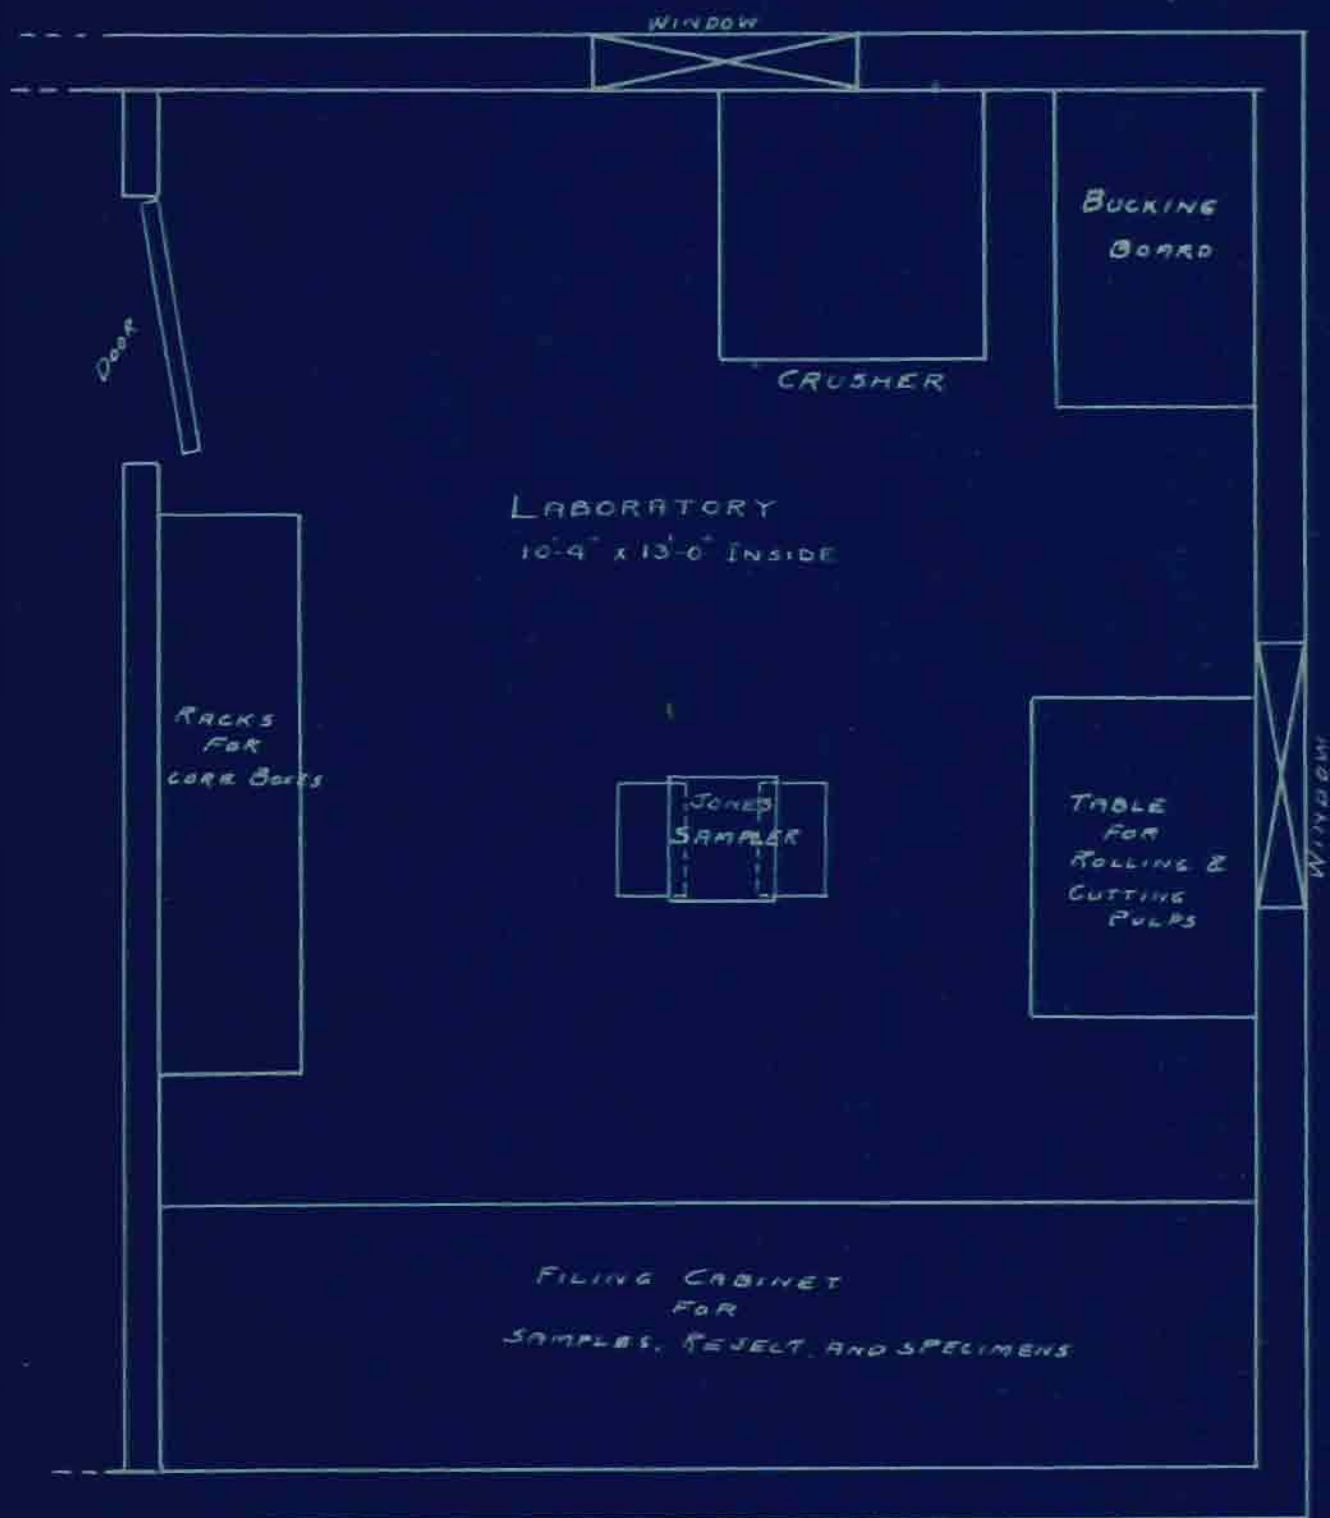 WINDOW
BUCKING
BOARD
DOOR
CRUSHER
LABORATORY
10'-4" x 13'-0" INSIDE
RACKS
FOR
CORE BOXES
JONES
SAMPLER
TABLE
FOR
ROLLING &
CUTTING
PULPS
WINDOW
FILING CABINET
FOR
SAMPLES, REJECT, AND SPECIMENS